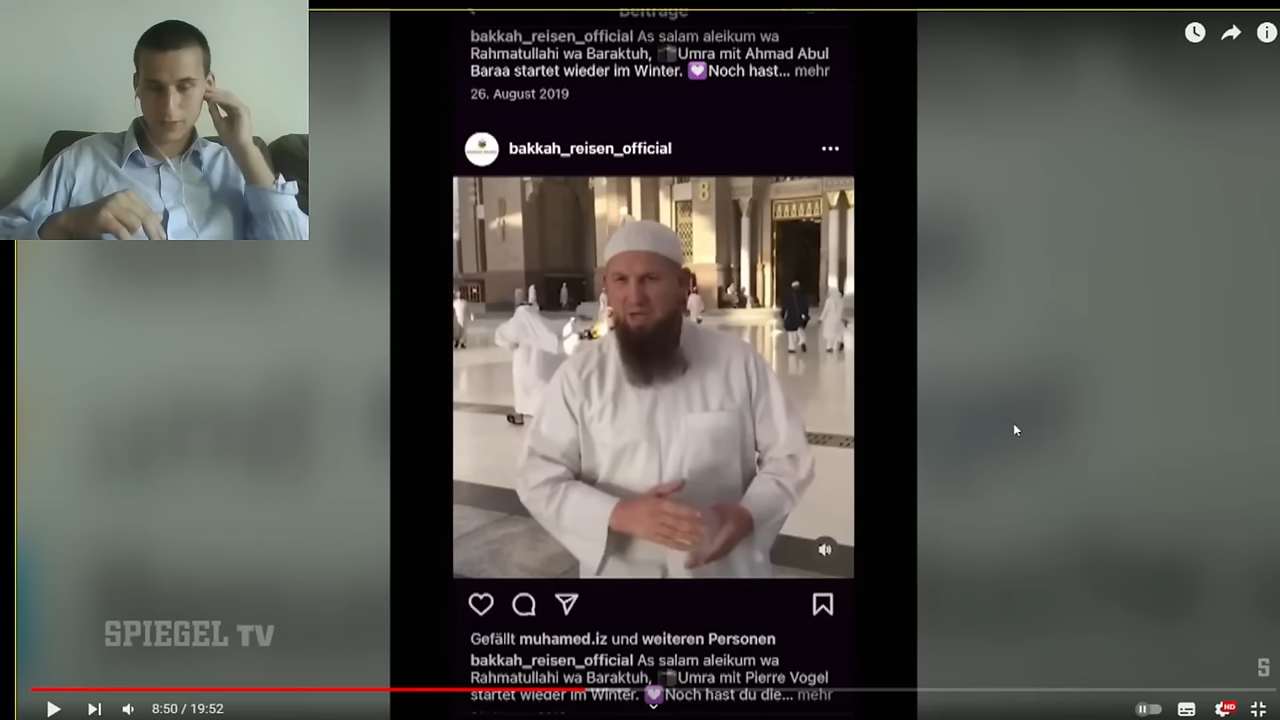 Beiträge
bakkah_reisen_official As salam aleikum wa
Rahmatullahi wa Baraktuh, Umra mit Ahmad Abul
Baraa startet wieder im Winter. 💜Noch hast... mehr
26. August 2019
bakkah_reisen_official
Gefällt muhamed.iz und weiteren Personen
bakkah_reisen_official As salam aleikum wa
Rahmatullahi wa Baraktuh, Umra mit Pierre Vogel
startet wieder im Winter. 💜Noch hast du die... mehr
SPIEGEL TV
S
8:50 / 19:52
HD